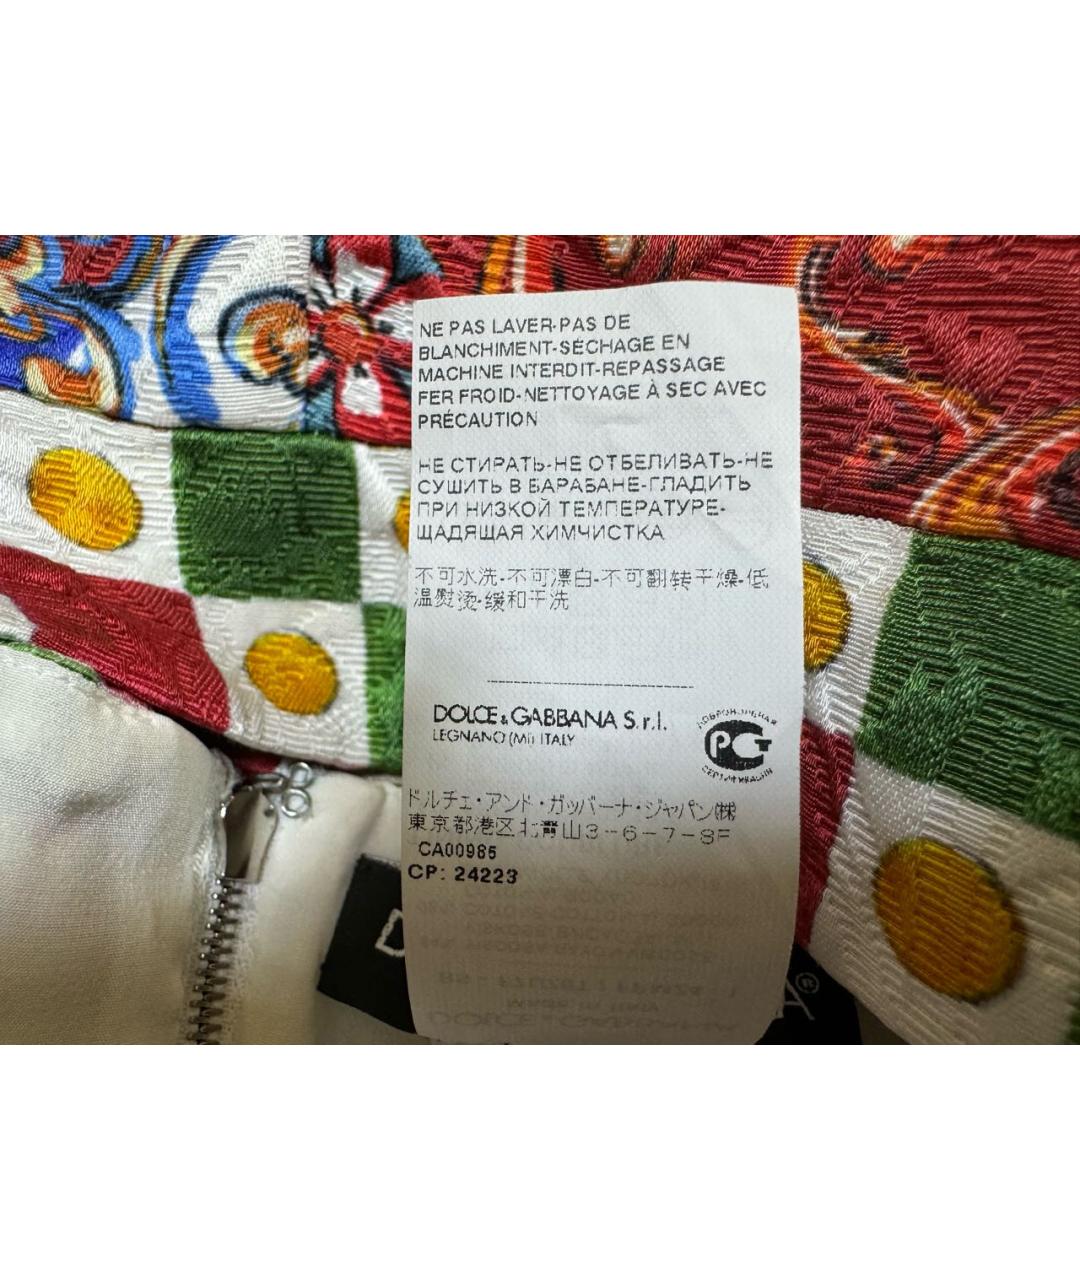 NE PAS LAVER-PAS DE
BLANCHIMENT-SÉCHAGE EN
MACHINE INTERDIT-REPASSAGE
FER FROID-NETTOYAGE À SEC AVEC
PRÉCAUTION
НЕ СТИРАТЬ-НЕ ОТБЕЛИВАТЬ-НЕ
СУШИТЬ В БАРАБАНЕ-ГЛАДИТЬ
ПРИ НИЗКОЙ ТЕМПЕРАТУРЕ-
ЩАДЯЩАЯ ХИМЧИСТКА
不可水洗-不可漂白-不可翻转干燥-低
温熨烫-缓和干洗
DOLCE & GABBANA S.r.l.
LEGNANO (MI) ITALY
ДОБРОВОЛЬНАЯ
РСТ
СЕРТИФИКАЦИЯ
ドルチェ・アンド・ガッバーナ・ジャパン㈱
東京都港区北青山3-6-7-8F
CA00985
CP: 24223
D
A®